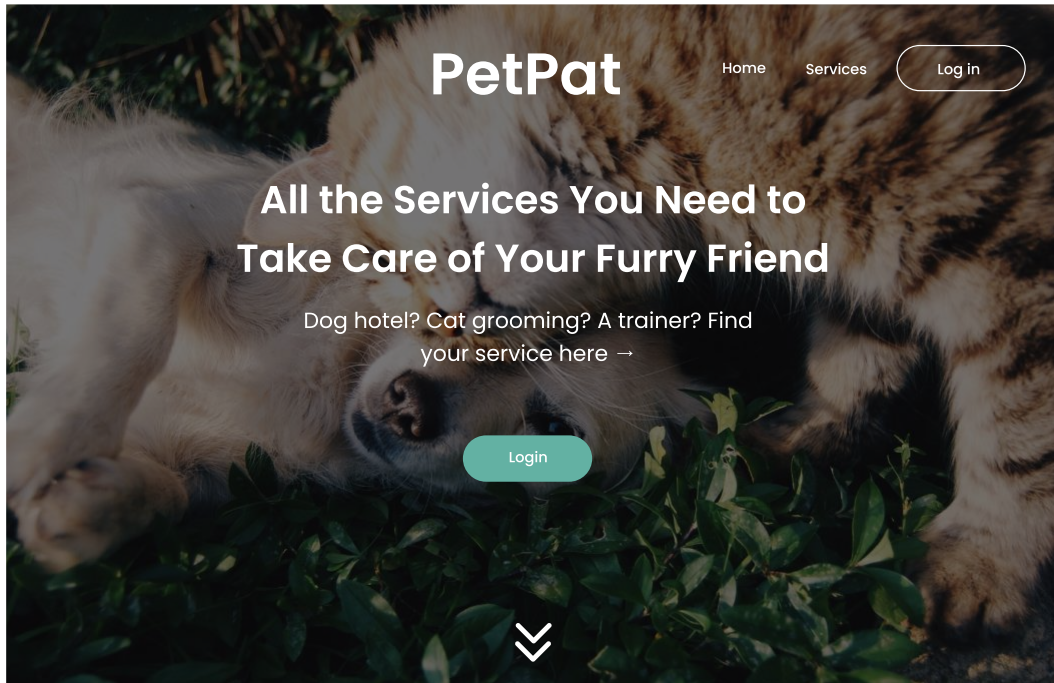 PetPat
Home
Services
Log in
All the Services You Need to
Take Care of Your Furry Friend
Dog hotel? Cat grooming? A trainer? Find
your service here →
Login